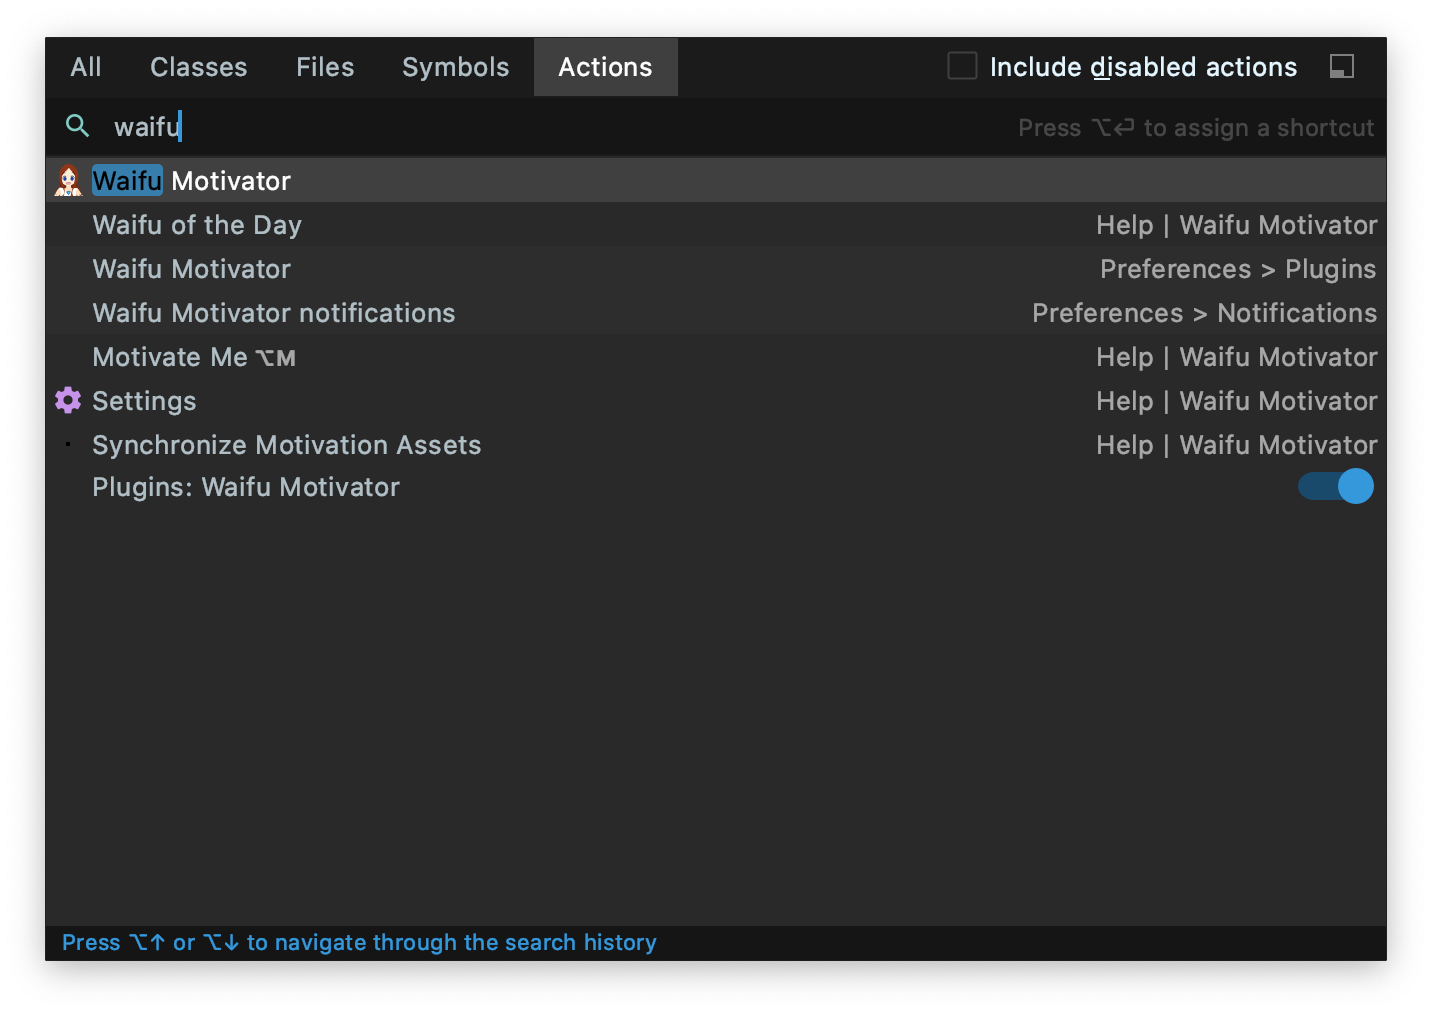 All Classes Files Symbols Actions Include disabled actions
waifu Press ⌥⏎ to assign a shortcut
Waifu Motivator
Waifu of the Day Help | Waifu Motivator
Waifu Motivator Preferences > Plugins
Waifu Motivator notifications Preferences > Notifications
Motivate Me ⌥M Help | Waifu Motivator
Settings Help | Waifu Motivator
Synchronize Motivation Assets Help | Waifu Motivator
Plugins: Waifu Motivator
Press ⌥↑ or ⌥↓ to navigate through the search history